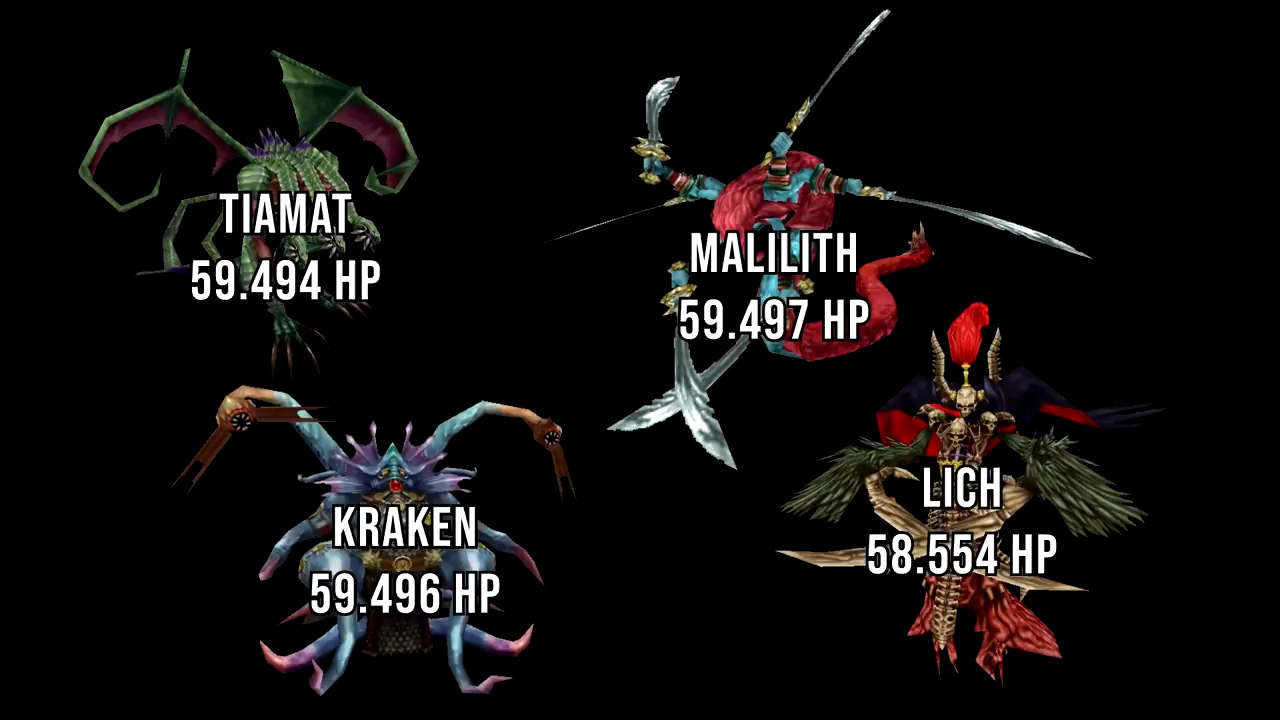 TIAMAT
59.494 HP
MALILITH
59.497 HP
KRAKEN
59.496 HP
LICH
58.554 HP